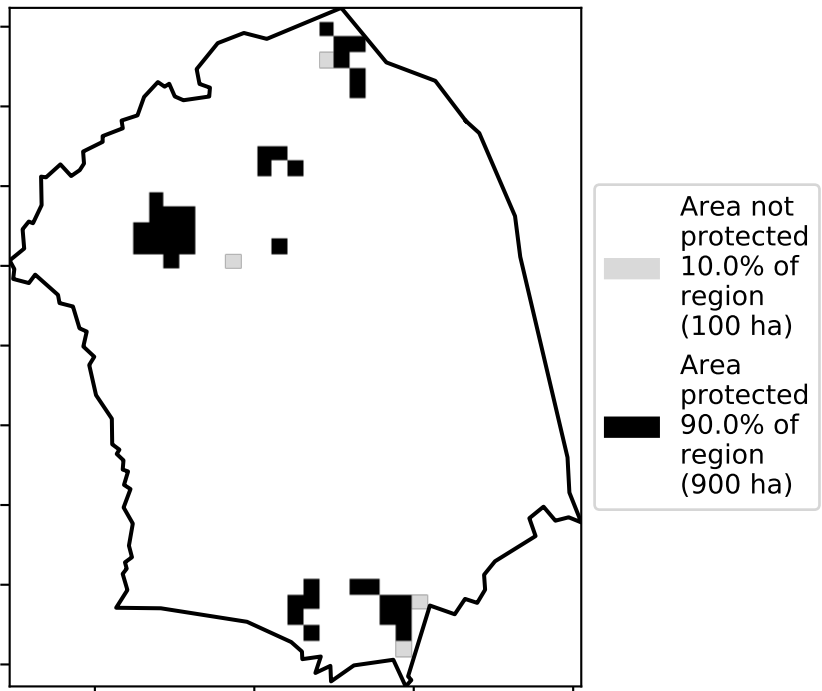 Area not
protected
10.0% of
region
(100 ha)
Area
protected
90.0% of
region
(900 ha)